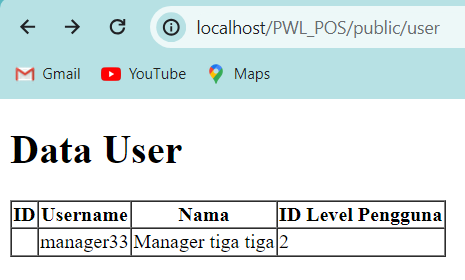 localhost/PWL_POS/public/user
Gmail YouTube Maps
Data User
ID Username Nama ID Level Pengguna
manager33 Manager tiga tiga 2